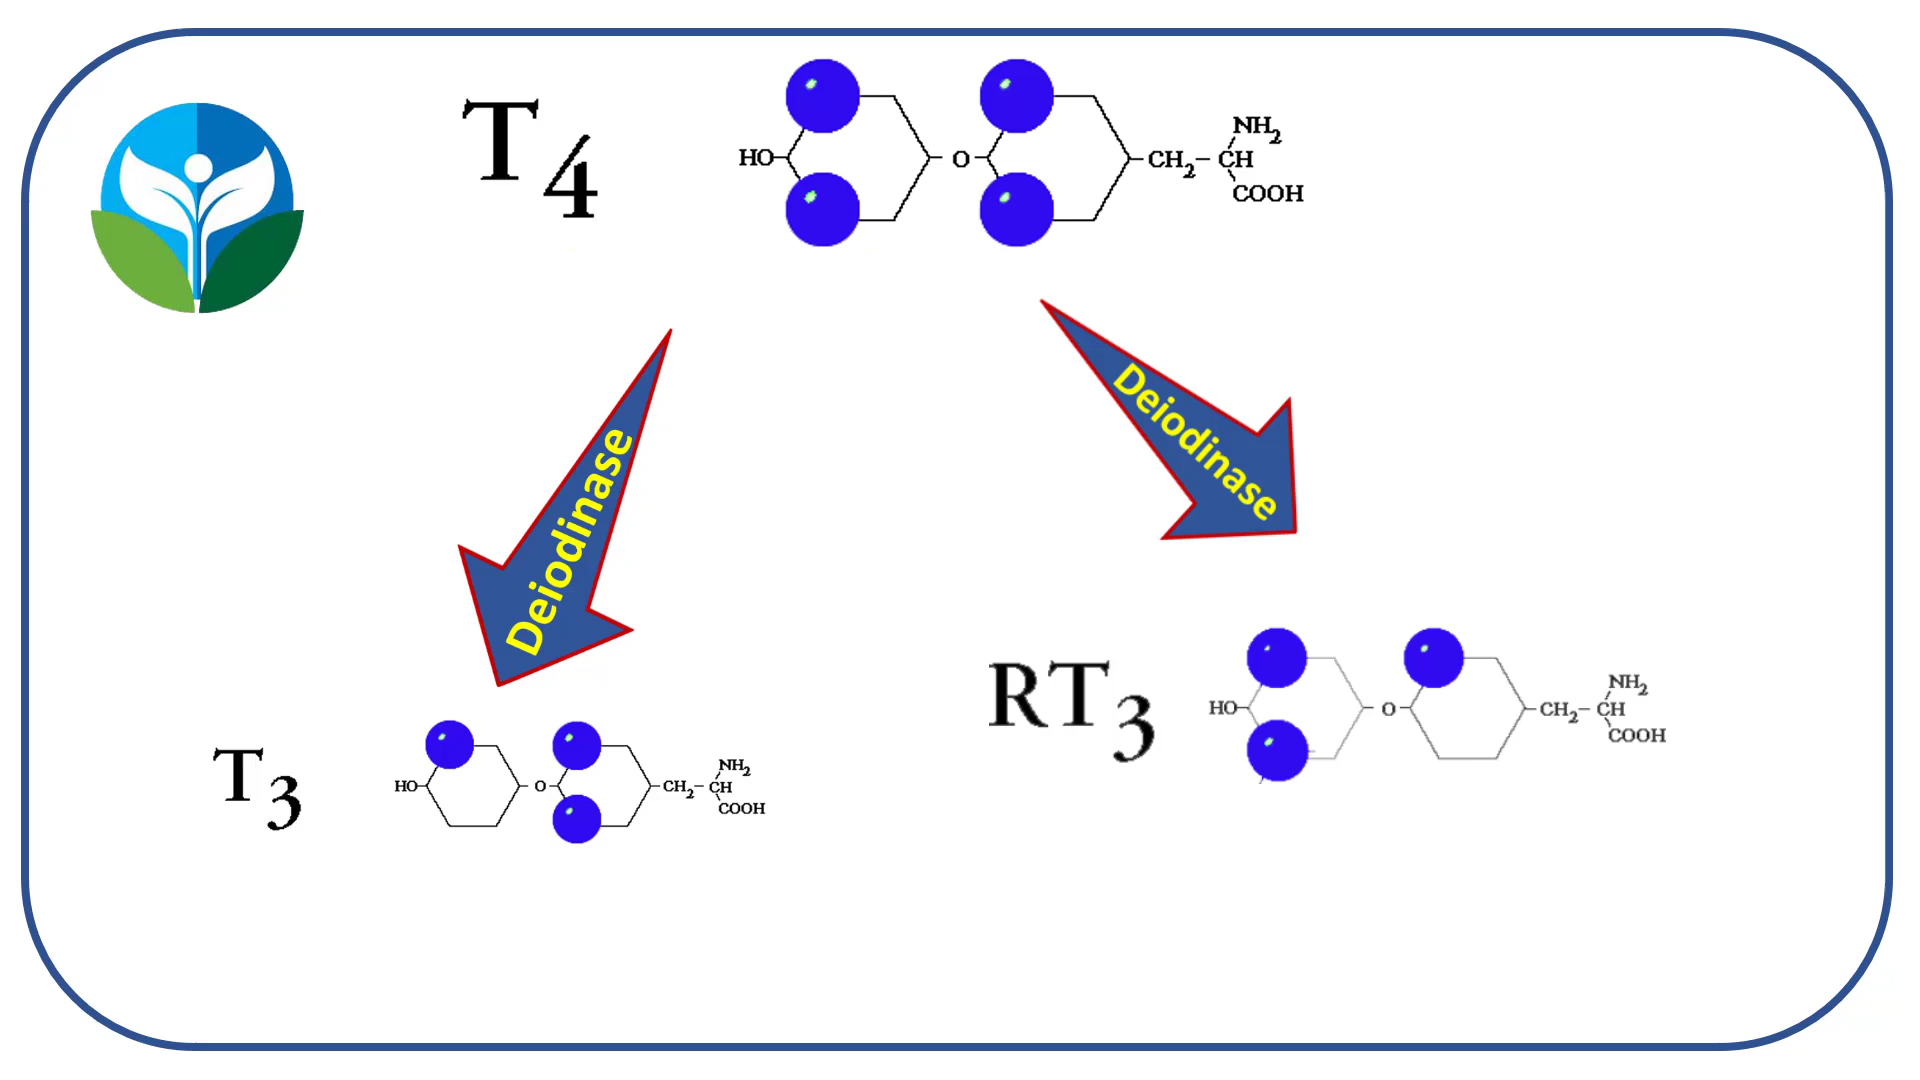 T4
HO O CH2 CH NH2 COOH
Deiodinase
Deiodinase
T3
HO O CH2 CH NH2 COOH
RT3
HO O CH2 CH NH2 COOH